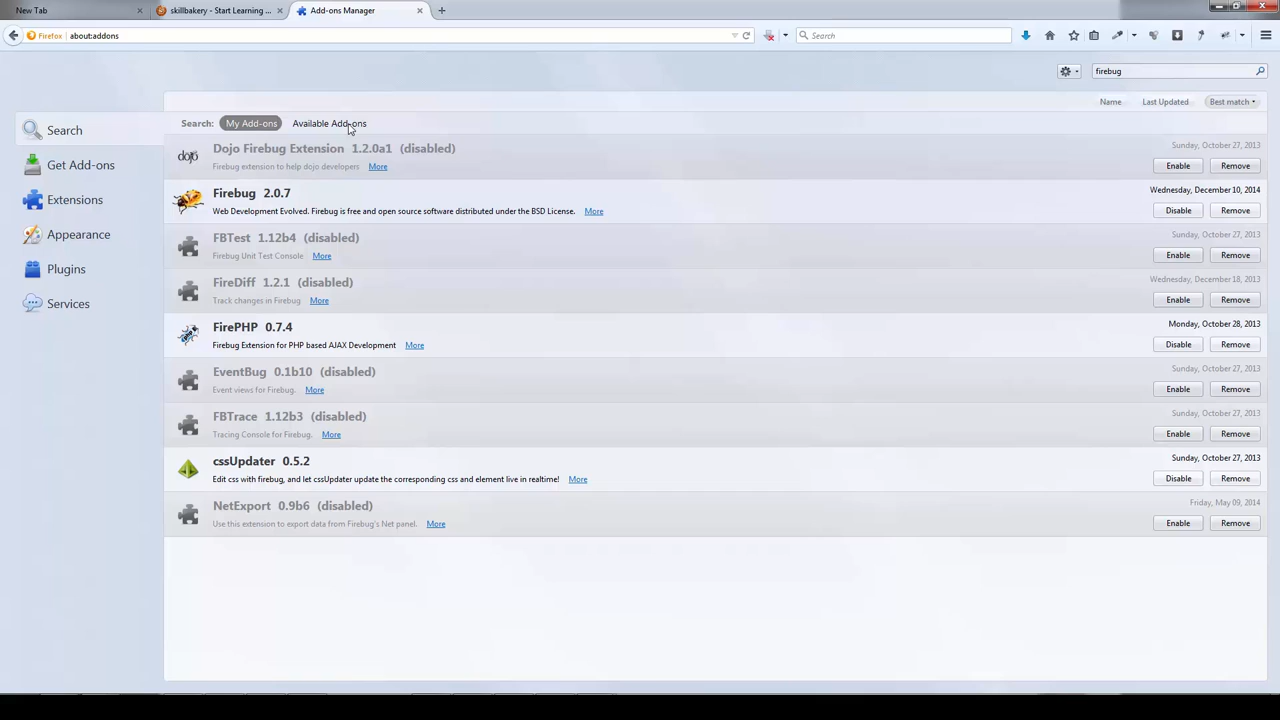 New Tab
skillbakery - Start Learning ...
Add-ons Manager
Firefox
about:addons
Search
firebug
Name
Last Updated
Best match
Search
Get Add-ons
Extensions
Appearance
Plugins
Services
Search: My Add-ons Available Add-ons
Dojo Firebug Extension 1.2.0a1 (disabled)
Sunday, October 27, 2013
Firebug extension to help dojo developers More
Enable Remove
Firebug 2.0.7
Wednesday, December 10, 2014
Web Development Evolved. Firebug is free and open source software distributed under the BSD License. More
Disable Remove
FBTest 1.12b4 (disabled)
Sunday, October 27, 2013
Firebug Unit Test Console More
Enable Remove
FireDiff 1.2.1 (disabled)
Wednesday, December 18, 2013
Track changes in Firebug More
Enable Remove
FirePHP 0.7.4
Monday, October 28, 2013
Firebug Extension for PHP based AJAX Development More
Disable Remove
EventBug 0.1b10 (disabled)
Sunday, October 27, 2013
Event views for Firebug. More
Enable Remove
FBTrace 1.12b3 (disabled)
Sunday, October 27, 2013
Tracing Console for Firebug. More
Enable Remove
cssUpdater 0.5.2
Sunday, October 27, 2013
Edit css with firebug, and let cssUpdater update the corresponding css and element live in realtime! More
Disable Remove
NetExport 0.9b6 (disabled)
Friday, May 09, 2014
Use this extension to export data from Firebug's Net panel. More
Enable Remove
dojo